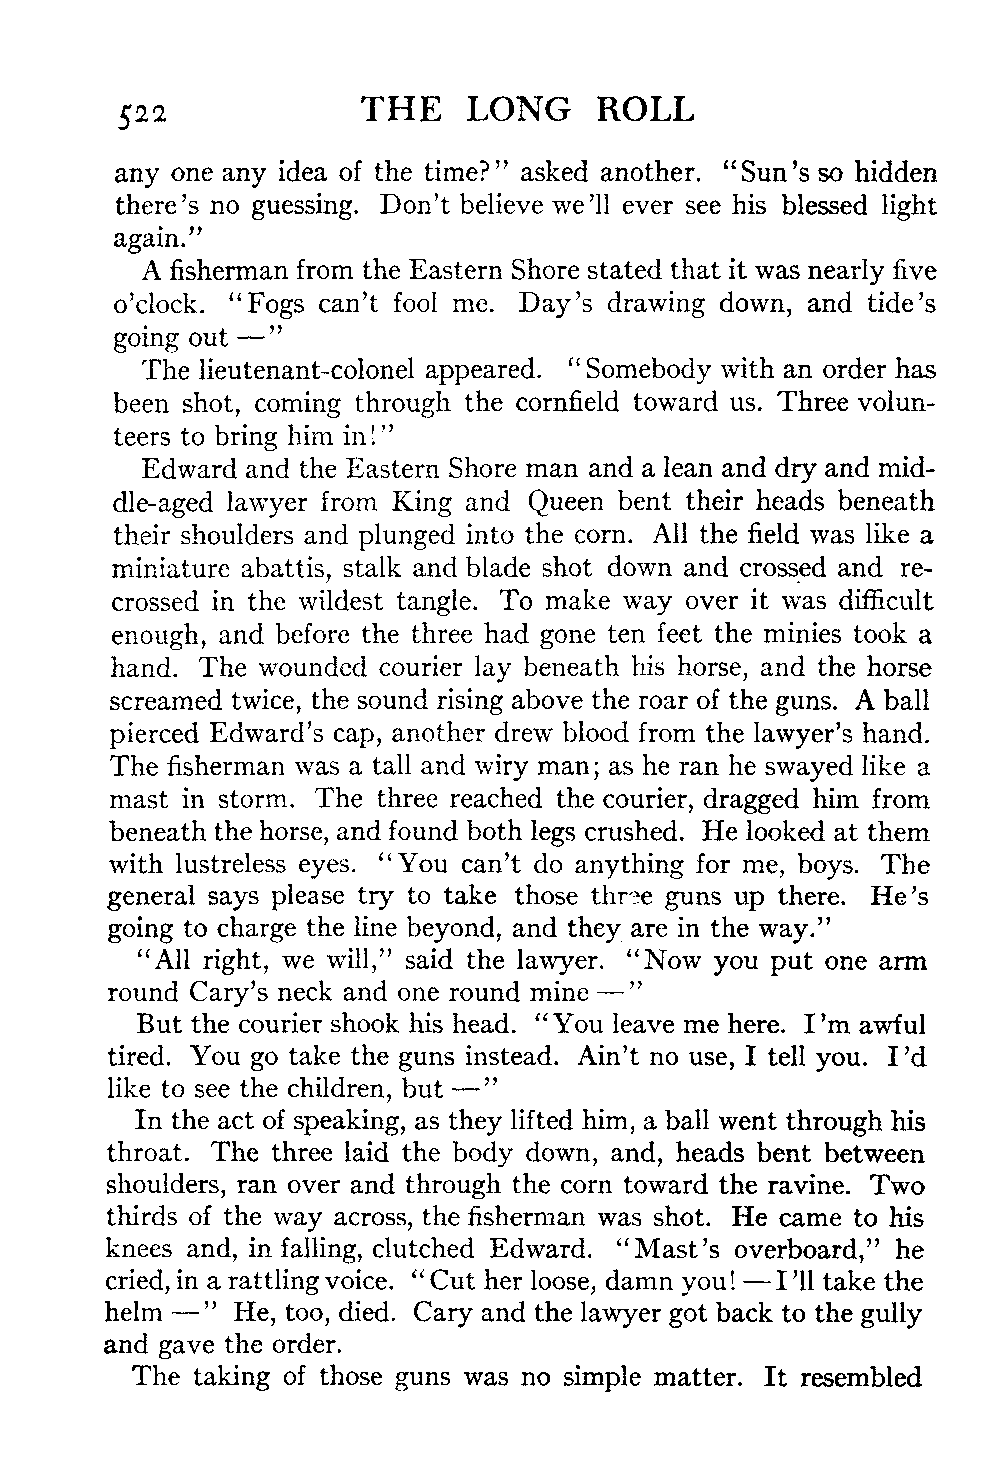 522 THE LONG ROLL
any one any idea of the time?" asked another. "Sun's so hidden
there's no guessing. Don't believe we'll ever see his blessed light
again."
A fisherman from the Eastern Shore stated that it was nearly five
o'clock. "Fogs can't fool me. Day's drawing down, and tide's
going out —"
The lieutenant-colonel appeared. "Somebody with an order has
been shot, coming through the cornfield toward us. Three volun-
teers to bring him in!"
Edward and the Eastern Shore man and a lean and dry and mid-
dle-aged lawyer from King and Queen bent their heads beneath
their shoulders and plunged into the corn. All the field was like a
miniature abattis, stalk and blade shot down and crossed and re-
crossed in the wildest tangle. To make way over it was difficult
enough, and before the three had gone ten feet the minies took a
hand. The wounded courier lay beneath his horse, and the horse
screamed twice, the sound rising above the roar of the guns. A ball
pierced Edward's cap, another drew blood from the lawyer's hand.
The fisherman was a tall and wiry man; as he ran he swayed like a
mast in storm. The three reached the courier, dragged him from
beneath the horse, and found both legs crushed. He looked at them
with lustreless eyes. "You can't do anything for me, boys. The
general says please try to take those three guns up there. He's
going to charge the line beyond, and they are in the way."
"All right, we will," said the lawyer. "Now you put one arm
round Cary's neck and one round mine —"
But the courier shook his head. "You leave me here. I'm awful
tired. You go take the guns instead. Ain't no use, I tell you. I'd
like to see the children, but —"
In the act of speaking, as they lifted him, a ball went through his
throat. The three laid the body down, and, heads bent between
shoulders, ran over and through the corn toward the ravine. Two
thirds of the way across, the fisherman was shot. He came to his
knees and, in falling, clutched Edward. "Mast's overboard," he
cried, in a rattling voice. "Cut her loose, damn you! — I'll take the
helm —" He, too, died. Cary and the lawyer got back to the gully
and gave the order.
The taking of those guns was no simple matter. It resembled